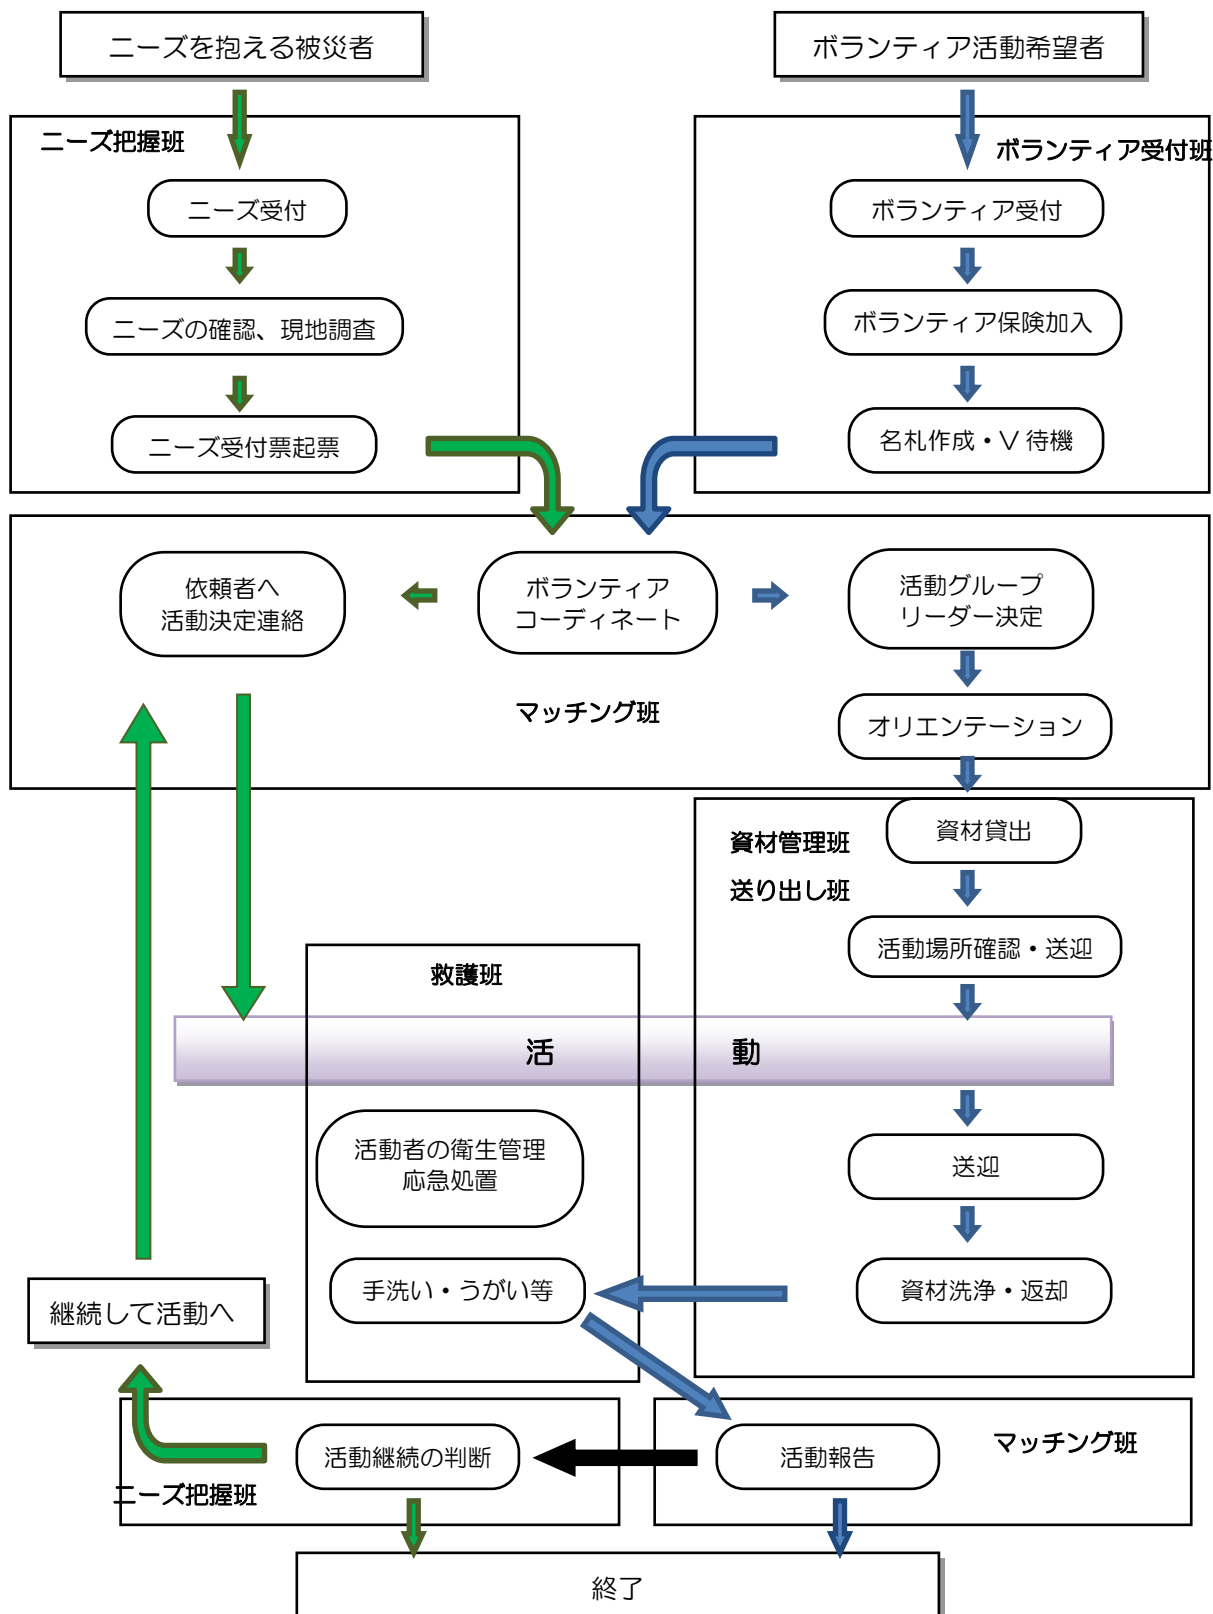 ニーズを抱える被災者
ボランティア活動希望者
ニーズ把握班
ボランティア受付班
ニーズ受付
ボランティア受付
ニーズの確認、現地調査
ボランティア保険加入
ニーズ受付票起票
名札作成・V 待機
依頼者へ
活動決定連絡
ボランティア
コーディネート
活動グループ
リーダー決定
マッチング班
オリエンテーション
資材管理班
送り出し班
資材貸出
活動場所確認・送迎
救護班
活　動
活動者の衛生管理
応急処置
送迎
手洗い・うがい等
資材洗浄・返却
継続して活動へ
活動継続の判断
ニーズ把握班
活動報告
マッチング班
終了